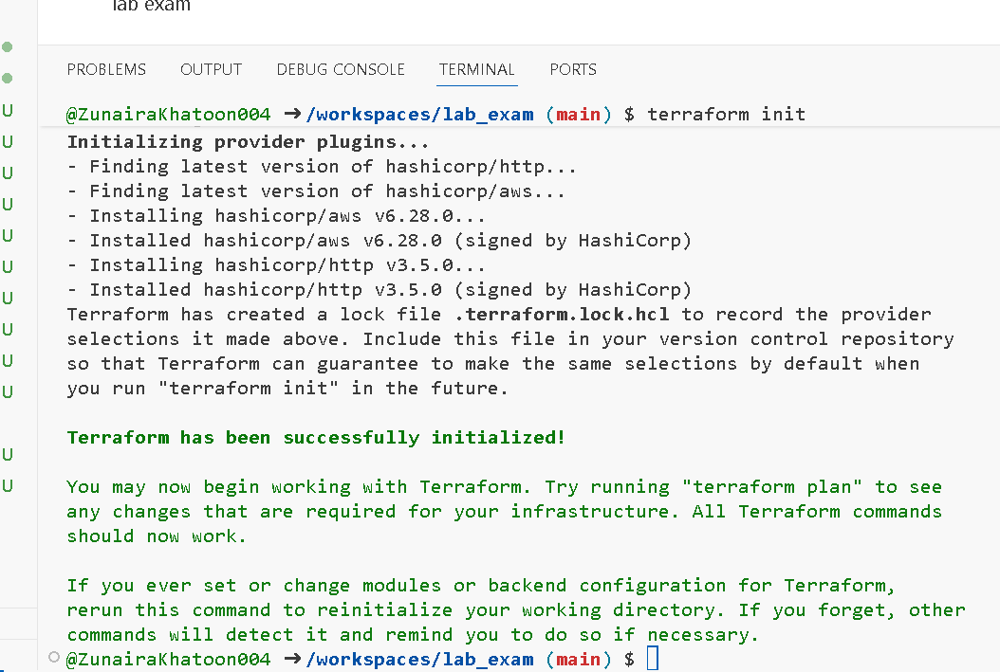 lab exam
PROBLEMS OUTPUT DEBUG CONSOLE TERMINAL PORTS
@ZunairaKhatoon004 ➜ /workspaces/lab_exam (main) $ terraform init
U
Initializing provider plugins...
U
- Finding latest version of hashicorp/http...
U
- Finding latest version of hashicorp/aws...
U
- Installing hashicorp/aws v6.28.0...
U
- Installed hashicorp/aws v6.28.0 (signed by HashiCorp)
U
- Installing hashicorp/http v3.5.0...
- Installed hashicorp/http v3.5.0 (signed by HashiCorp)
U
Terraform has created a lock file .terraform.lock.hcl to record the provider
U
selections it made above. Include this file in your version control repository
U
so that Terraform can guarantee to make the same selections by default when
U
you run "terraform init" in the future.
Terraform has been successfully initialized!
U
You may now begin working with Terraform. Try running "terraform plan" to see
U
any changes that are required for your infrastructure. All Terraform commands
should now work.
If you ever set or change modules or backend configuration for Terraform,
rerun this command to reinitialize your working directory. If you forget, other
commands will detect it and remind you to do so if necessary.
@ZunairaKhatoon004 ➜ /workspaces/lab_exam (main) $